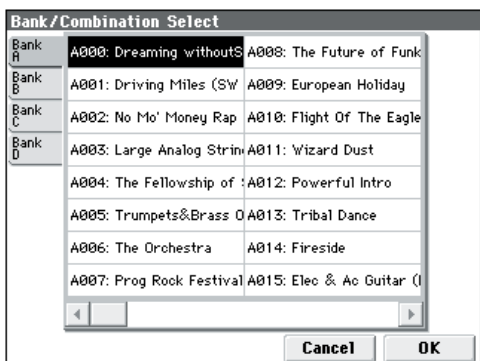 Bank/Combination Select
Bank A
Bank B
Bank C
Bank D
A000: Dreaming withoutS
A001: Driving Miles (SW
A002: No Mo' Money Rap
A003: Large Analog Strin
A004: The Fellowship of
A005: Trumpets&Brass O
A006: The Orchestra
A007: Prog Rock Festival
A008: The Future of Funk
A009: European Holiday
A010: Flight Of The Eagle
A011: Wizard Dust
A012: Powerful Intro
A013: Tribal Dance
A014: Fireside
A015: Elec & Ac Guitar (
Cancel
OK